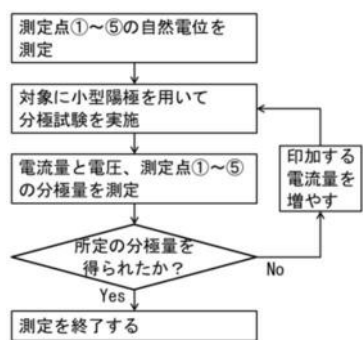 測定点①～⑤の自然電位を
測定
対象に小型陽極を用いて
分極試験を実施
電流量と電圧、測定点①～⑤
の分極量を測定
印加する
電流量を
増やす
所定の分極量を
得られたか？
No
Yes
測定を終了する